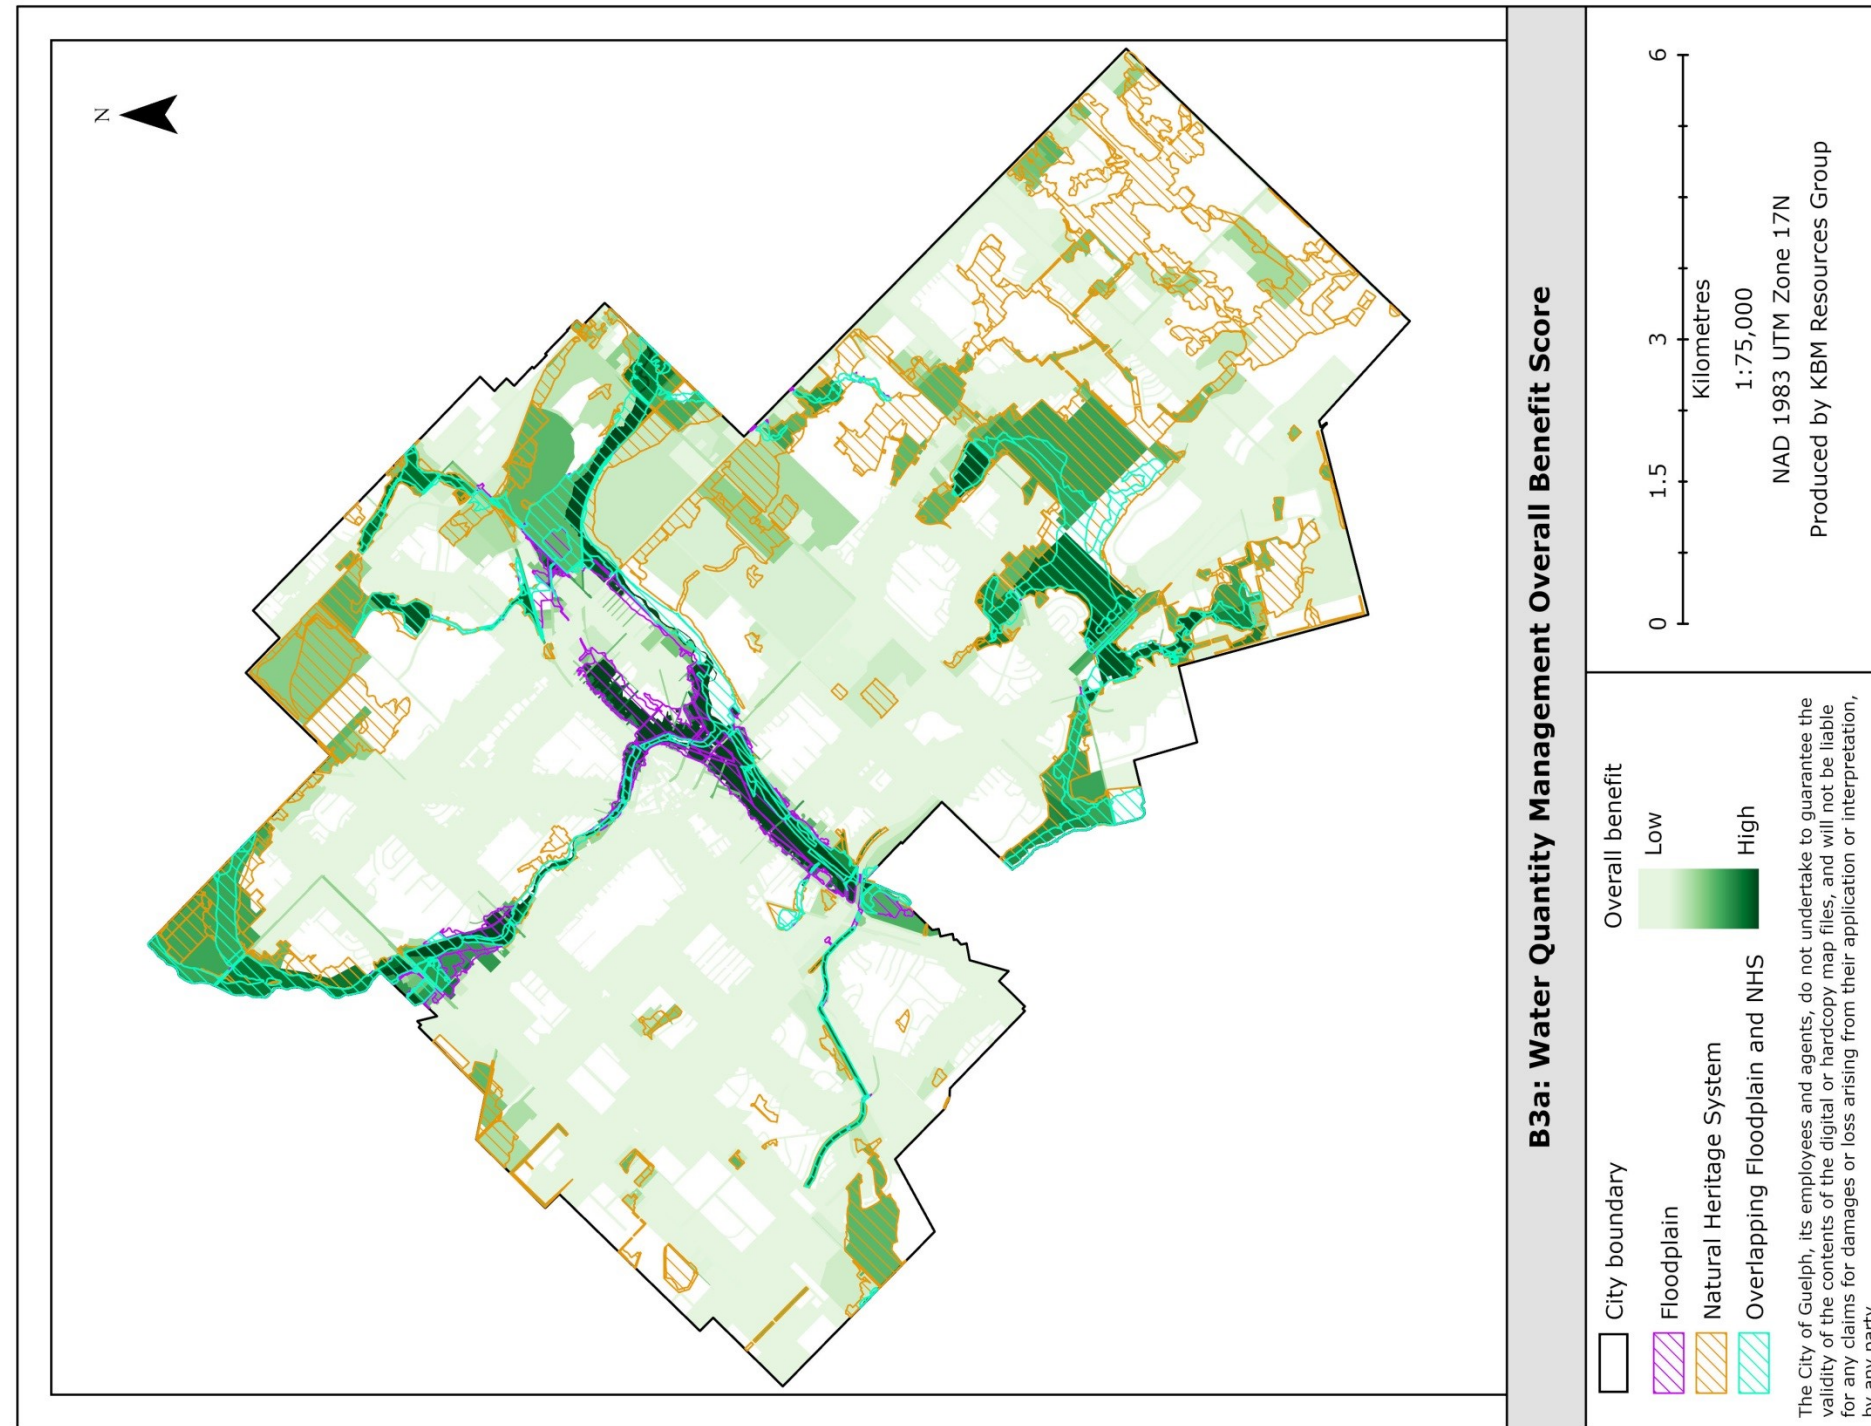 N
B3a: Water Quantity Management Overall Benefit Score
City boundary
Floodplain
Natural Heritage System
Overlapping Floodplain and NHS
Overall benefit
Low
High
The City of Guelph, its employees and agents, do not undertake to guarantee the
validity of the contents of the digital or hardcopy map files, and will not be liable
for any claims for damages or loss arising from their application or interpretation,
by any party
0 1.5 3 6
Kilometres
1:75,000
NAD 1983 UTM Zone 17N
Produced by KBM Resources Group